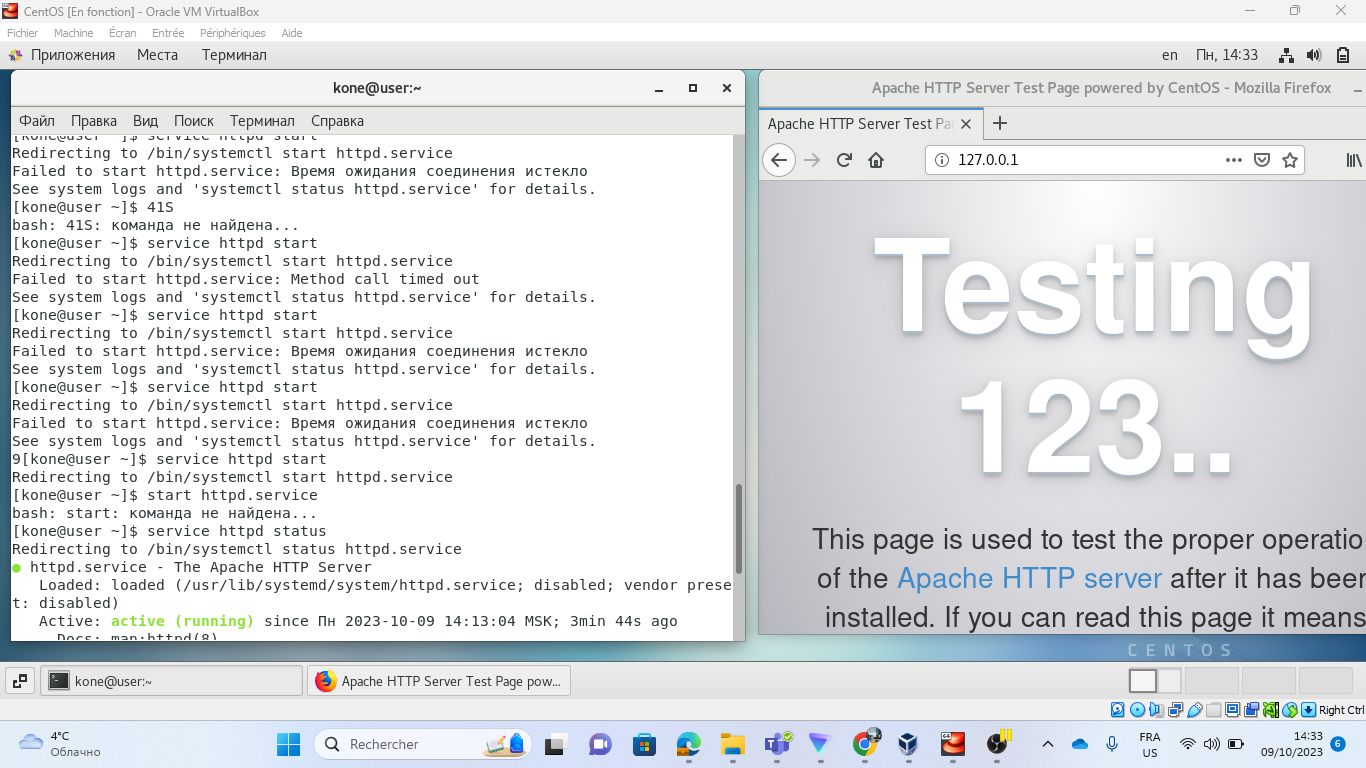 CentOS [En fonction] - Oracle VM VirtualBox
Fichier Machine Écran Entrée Périphériques Aide
Приложения Места Терминал en Пн, 14:33
kone@user:~
Файл Правка Вид Поиск Терминал Справка
[kone@user ~]$ service httpd start
Redirecting to /bin/systemctl start httpd.service
Failed to start httpd.service: Время ожидания соединения истекло
See system logs and 'systemctl status httpd.service' for details.
[kone@user ~]$ 41S
bash: 41S: команда не найдена...
[kone@user ~]$ service httpd start
Redirecting to /bin/systemctl start httpd.service
Failed to start httpd.service: Method call timed out
See system logs and 'systemctl status httpd.service' for details.
[kone@user ~]$ service httpd start
Redirecting to /bin/systemctl start httpd.service
Failed to start httpd.service: Время ожидания соединения истекло
See system logs and 'systemctl status httpd.service' for details.
[kone@user ~]$ service httpd start
Redirecting to /bin/systemctl start httpd.service
Failed to start httpd.service: Время ожидания соединения истекло
See system logs and 'systemctl status httpd.service' for details.
9[kone@user ~]$ service httpd start
Redirecting to /bin/systemctl start httpd.service
[kone@user ~]$ start httpd.service
bash: start: команда не найдена...
[kone@user ~]$ service httpd status
Redirecting to /bin/systemctl status httpd.service
● httpd.service - The Apache HTTP Server
Loaded: loaded (/usr/lib/systemd/system/httpd.service; disabled; vendor prese
t: disabled)
Active: active (running) since Пн 2023-10-09 14:13:04 MSK; 3min 44s ago
Docs: man:httpd(8)
Apache HTTP Server Test Page powered by CentOS - Mozilla Firefox
Apache HTTP Server Test Pa
127.0.0.1
Testing
123..
This page is used to test the proper operatio
of the Apache HTTP server after it has been
installed. If you can read this page it means
CENTOS
kone@user:~ Apache HTTP Server Test Page pow...
Right Ctrl
4°C
Облачно
Rechercher
64
FRA
US
14:33
09/10/2023
6